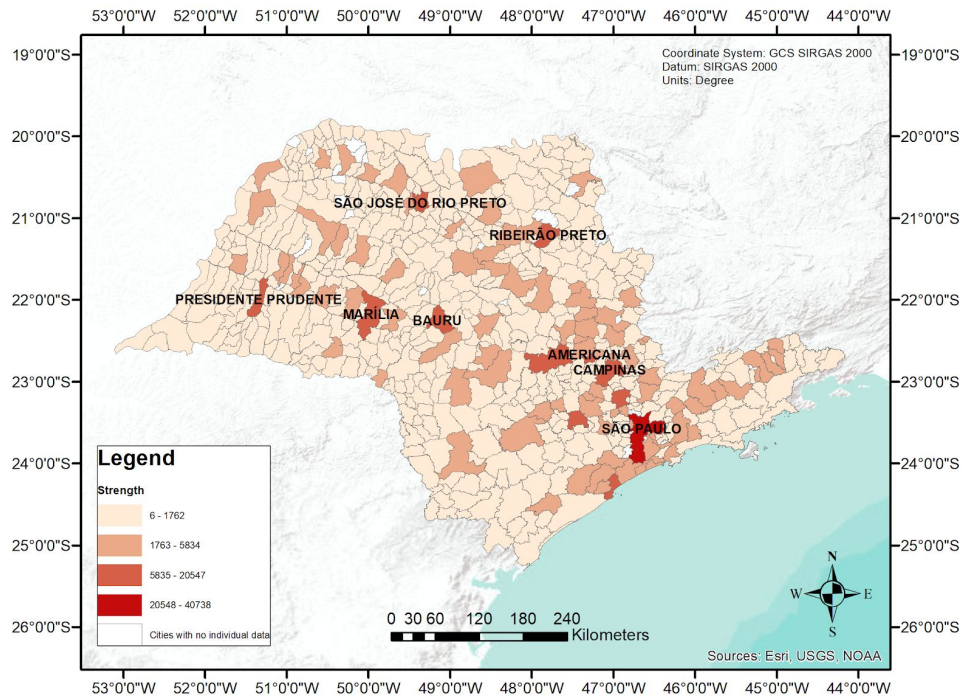 53°0'0"W 52°0'0"W 51°0'0"W 50°0'0"W 49°0'0"W 48°0'0"W 47°0'0"W 46°0'0"W 45°0'0"W 44°0'0"W
19°0'0"S 19°0'0"S
Coordinate System: GCS SIRGAS 2000
Datum: SIRGAS 2000
Units: Degree
20°0'0"S 20°0'0"S
SÃO JOSÉ DO RIO PRETO
21°0'0"S 21°0'0"S
RIBEIRÃO PRETO
22°0'0"S 22°0'0"S
PRESIDENTE PRUDENTE
MARÍLIA
BAURU
AMERICANA
CAMPINAS
23°0'0"S 23°0'0"S
SÃO PAULO
Legend
24°0'0"S 24°0'0"S
Strength
6 - 1762
1763 - 5834
25°0'0"S 25°0'0"S
5835 - 20547
20548 - 40738
Cities with no individual data
N
W E
S
0 30 60 120 180 240
Kilometers
26°0'0"S 26°0'0"S
Sources: Esri, USGS, NOAA
53°0'0"W 52°0'0"W 51°0'0"W 50°0'0"W 49°0'0"W 48°0'0"W 47°0'0"W 46°0'0"W 45°0'0"W 44°0'0"W